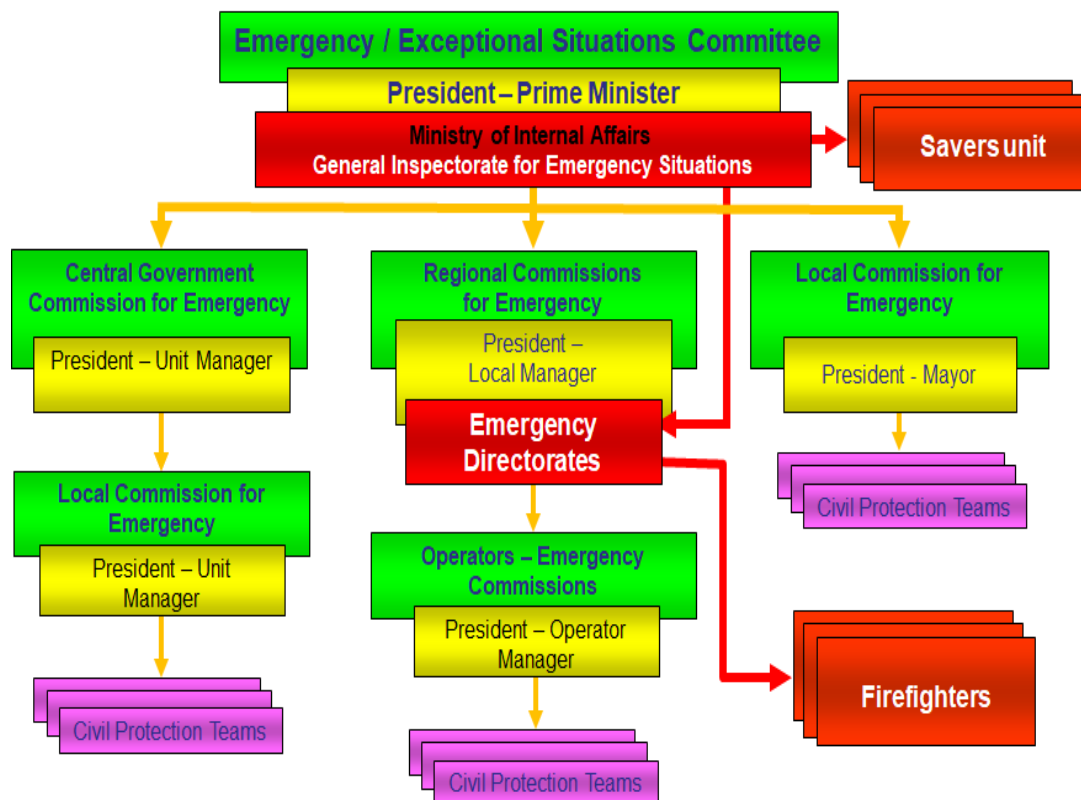 Emergency / Exceptional Situations Committee
President – Prime Minister
Ministry of Internal Affairs
General Inspectorate for Emergency Situations
Savers unit
Central Government
Commission for Emergency
President – Unit Manager
Local Commission for
Emergency
President – Unit
Manager
Civil Protection Teams
Regional Commissions
for Emergency
President –
Local Manager
Emergency
Directorates
Operators – Emergency
Commissions
President – Operator
Manager
Civil Protection Teams
Local Commission for
Emergency
President - Mayor
Civil Protection Teams
Firefighters